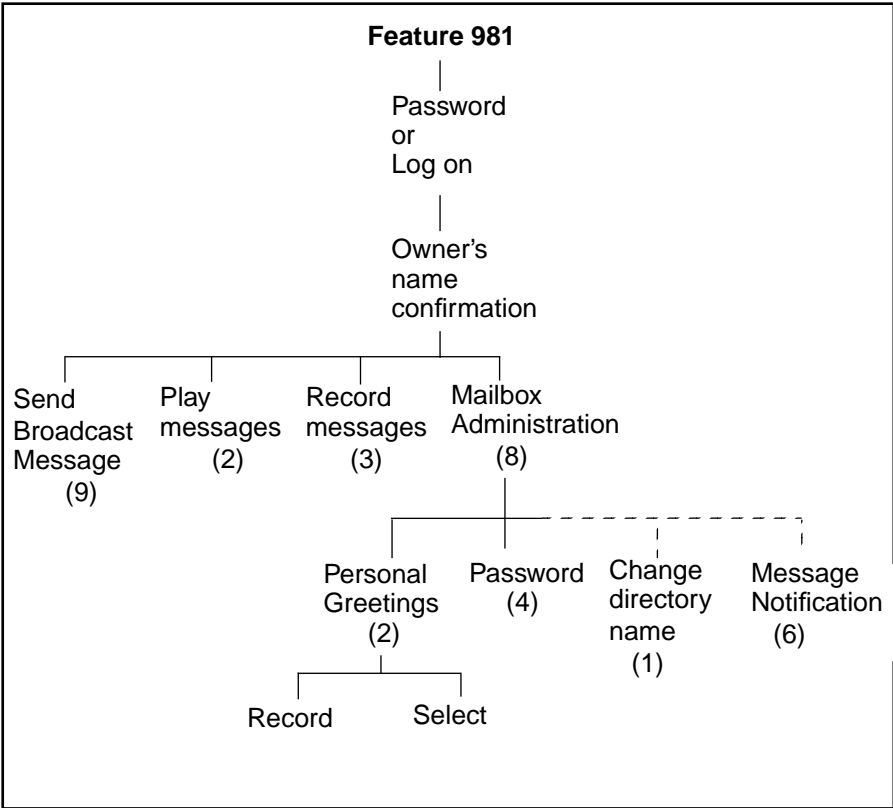 Feature 981
Password
or
Log on
Owner's
name
confirmation
Send
Broadcast
Message
(9)
Play
messages
(2)
Record
messages
(3)
Mailbox
Administration
(8)
Personal
Greetings
(2)
Password
(4)
Change
directory
name
(1)
Message
Notification
(6)
Record
Select